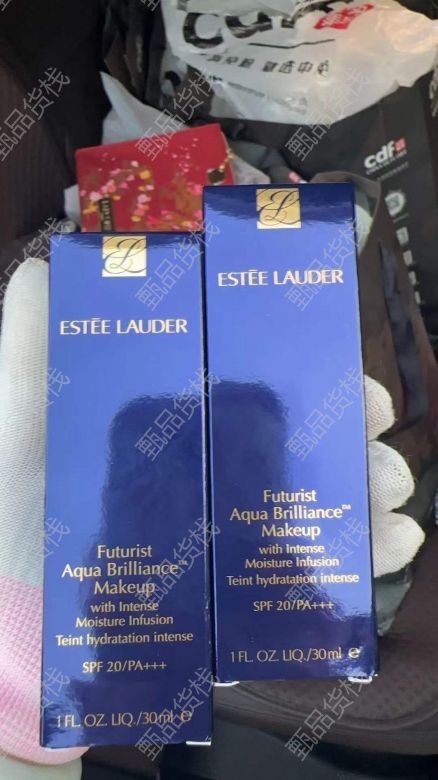 cdf
cdf
ESTĒE LAUDER
Futurist
Aqua Brilliance™
Makeup
with Intense
Moisture Infusion
Teint hydratation intense
SPF 20/PA+++
1 FL. OZ. LIQ./30ml e
ESTĒE LAUDER
Futurist
Aqua Brilliance™
Makeup
with Intense
Moisture Infusion
Teint hydratation intense
SPF 20/PA+++
1 FL. OZ. LIQ./30ml e
甄品货栈